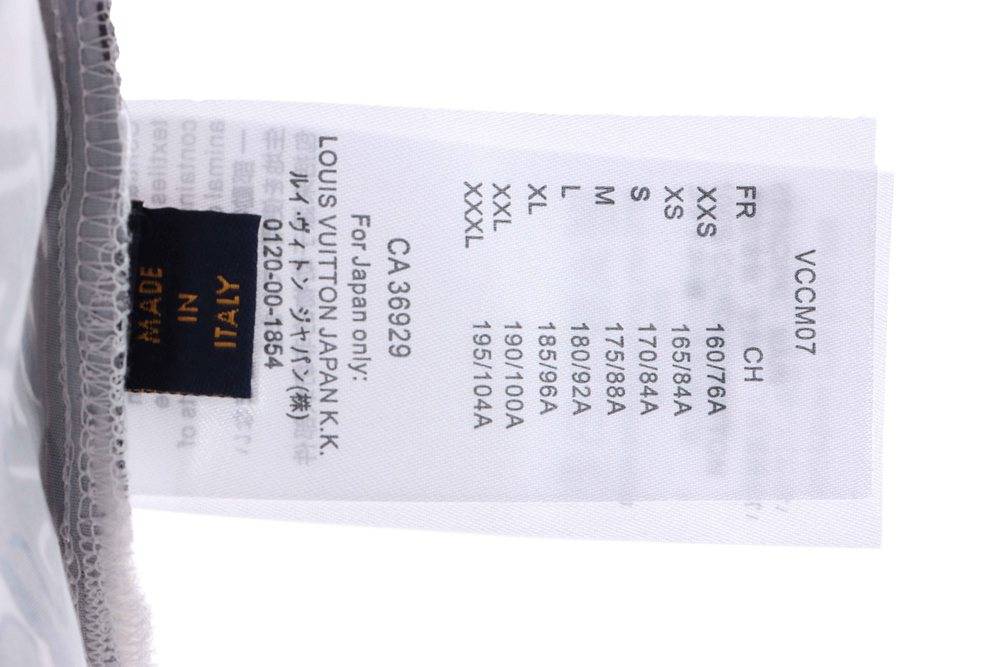 VCCM07
FR CH
XXS 160/76A
XS 165/84A
S 170/84A
M 175/88A
L 180/92A
XL 185/96A
XXL 190/100A
XXXL 195/104A
CA 36929
For Japan only:
LOUIS VUITTON JAPAN K.K.
ルイ・ヴィトン ジャパン(株)
0120-00-1854
MADE
IN
ITALY